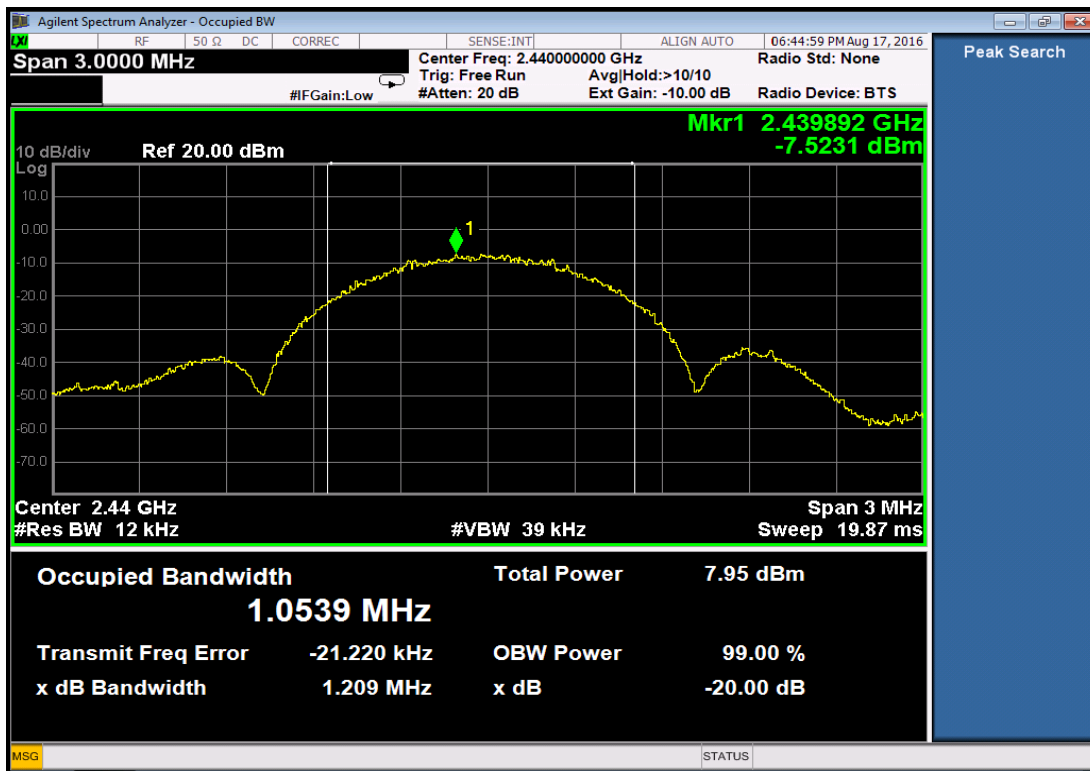 Agilent Spectrum Analyzer - Occupied BW
LXI RF 50 Ω DC CORREC SENSE:INT ALIGN AUTO 06:44:59 PM Aug 17, 2016
Span 3.0000 MHz
Center Freq: 2.440000000 GHz Radio Std: None
Trig: Free Run Avg|Hold:>10/10
#IFGain:Low #Atten: 20 dB Ext Gain: -10.00 dB Radio Device: BTS
Peak Search
Mkr1 2.439892 GHz
-7.5231 dBm
10 dB/div Ref 20.00 dBm
Log
10.0
0.00
1
-10.0
-20.0
-30.0
-40.0
-50.0
-60.0
-70.0
Center 2.44 GHz Span 3 MHz
#Res BW 12 kHz #VBW 39 kHz Sweep 19.87 ms
Occupied Bandwidth Total Power 7.95 dBm
1.0539 MHz
Transmit Freq Error -21.220 kHz OBW Power 99.00 %
x dB Bandwidth 1.209 MHz x dB -20.00 dB
MSG STATUS